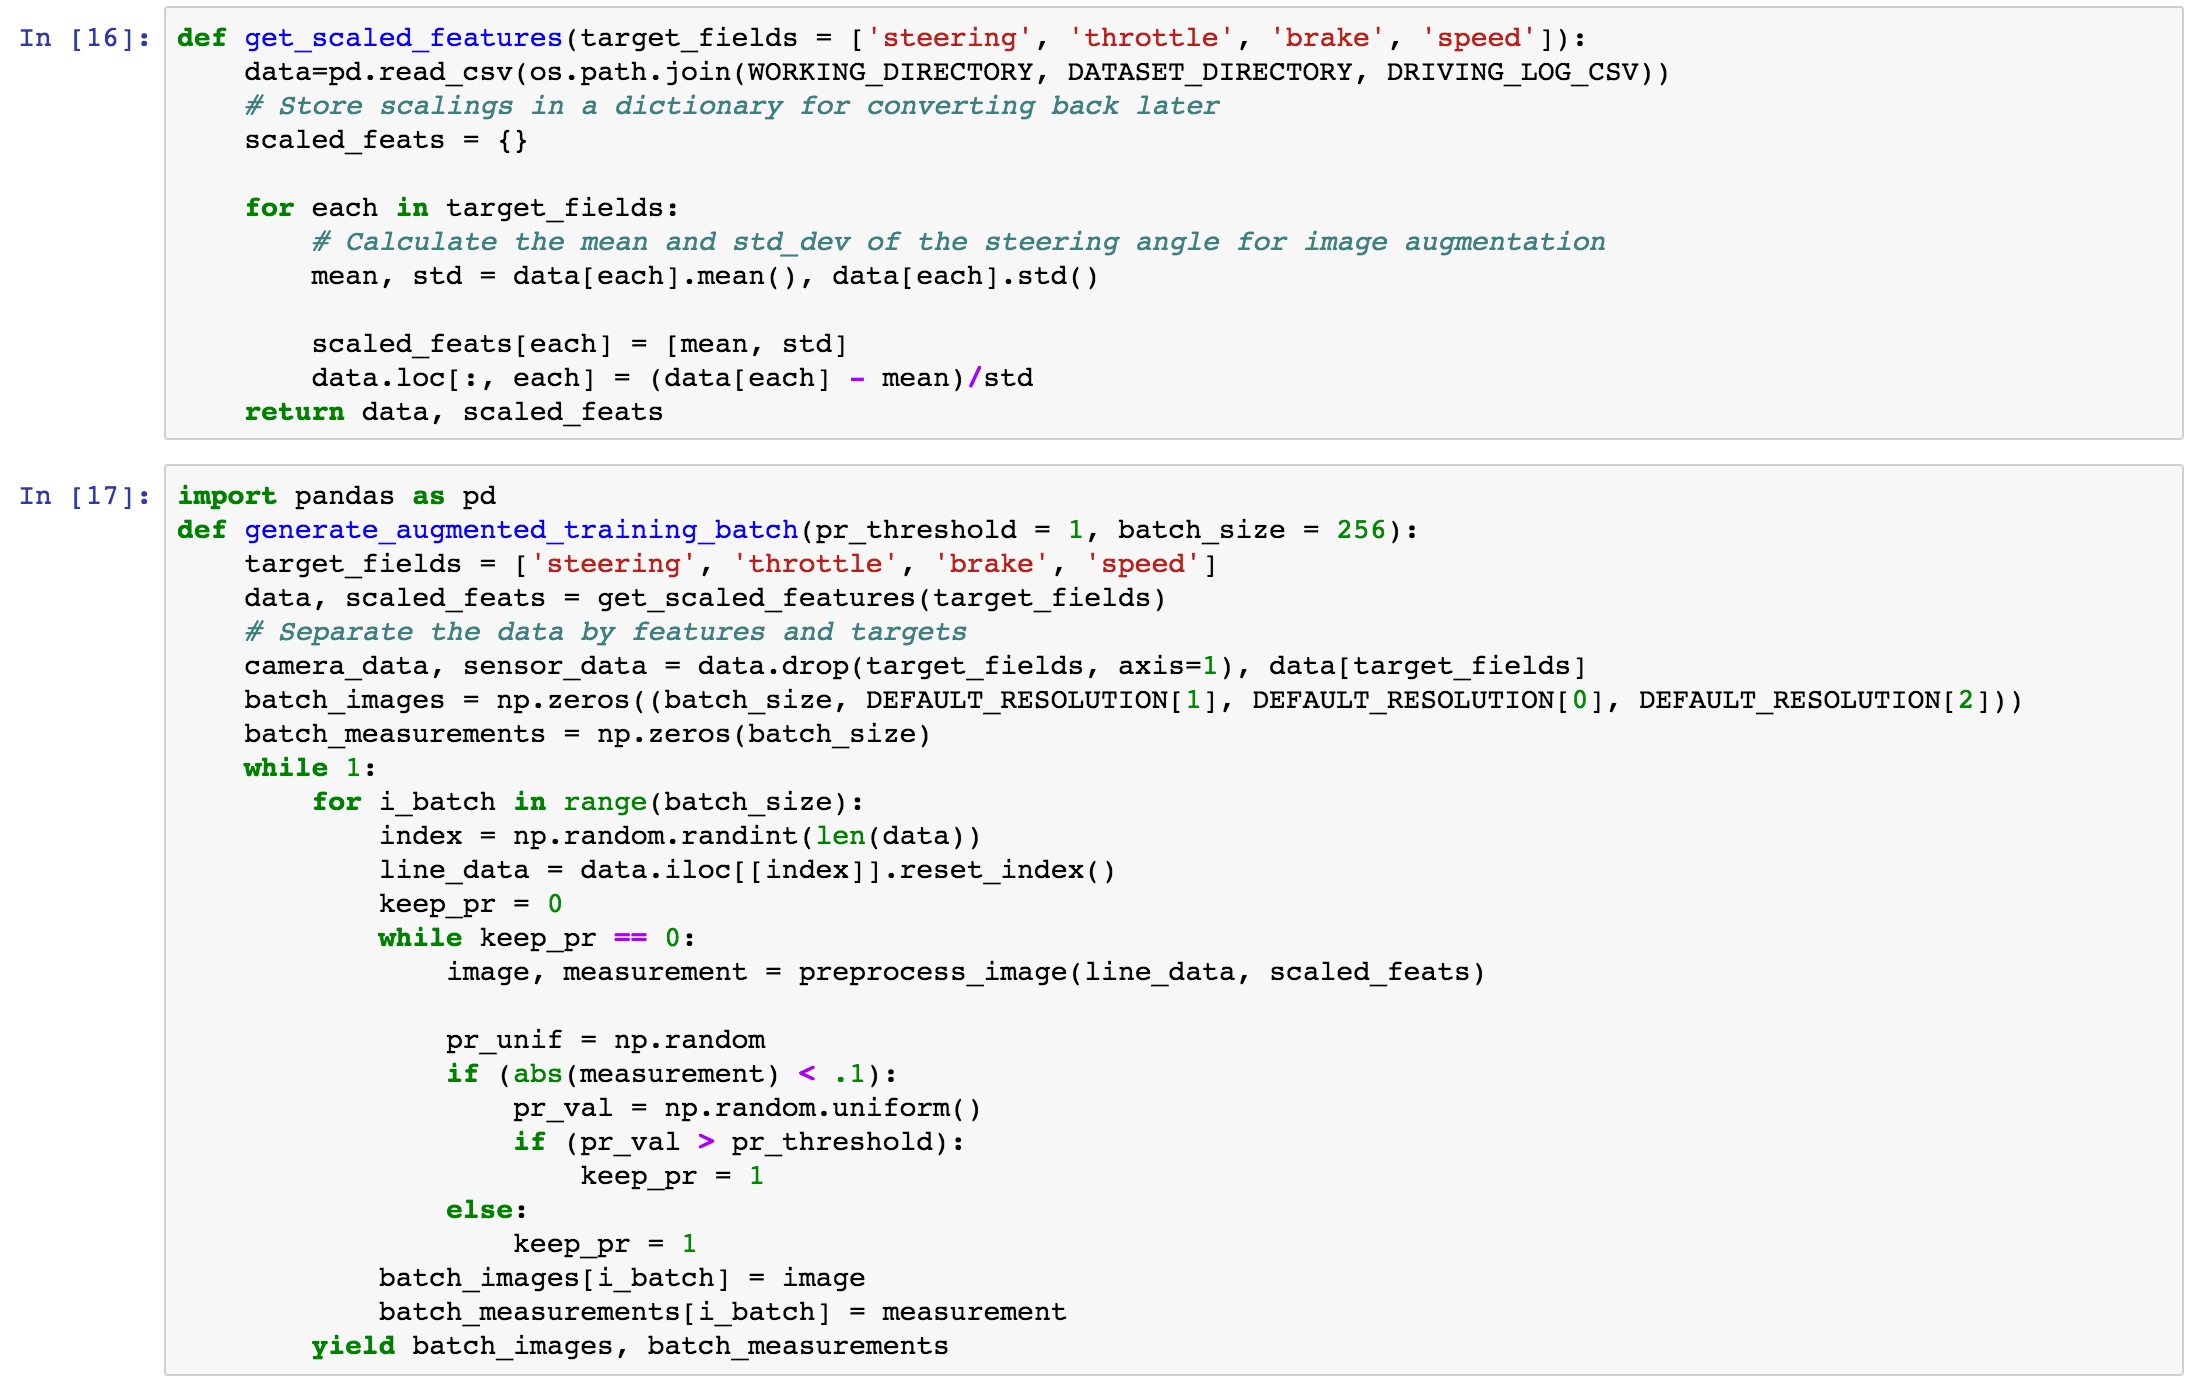 In [16]: def get_scaled_features(target_fields = ['steering', 'throttle', 'brake', 'speed']):
    data=pd.read_csv(os.path.join(WORKING_DIRECTORY, DATASET_DIRECTORY, DRIVING_LOG_CSV))
    # Store scalings in a dictionary for converting back later
    scaled_feats = {}

    for each in target_fields:
        # Calculate the mean and std_dev of the steering angle for image augmentation
        mean, std = data[each].mean(), data[each].std()

        scaled_feats[each] = [mean, std]
        data.loc[:, each] = (data[each] - mean)/std
    return data, scaled_feats

In [17]: import pandas as pd
def generate_augmented_training_batch(pr_threshold = 1, batch_size = 256):
    target_fields = ['steering', 'throttle', 'brake', 'speed']
    data, scaled_feats = get_scaled_features(target_fields)
    # Separate the data by features and targets
    camera_data, sensor_data = data.drop(target_fields, axis=1), data[target_fields]
    batch_images = np.zeros((batch_size, DEFAULT_RESOLUTION[1], DEFAULT_RESOLUTION[0], DEFAULT_RESOLUTION[2]))
    batch_measurements = np.zeros(batch_size)
    while 1:
        for i_batch in range(batch_size):
            index = np.random.randint(len(data))
            line_data = data.iloc[[index]].reset_index()
            keep_pr = 0
            while keep_pr == 0:
                image, measurement = preprocess_image(line_data, scaled_feats)

                pr_unif = np.random
                if (abs(measurement) < .1):
                    pr_val = np.random.uniform()
                    if (pr_val > pr_threshold):
                        keep_pr = 1
                else:
                    keep_pr = 1
            batch_images[i_batch] = image
            batch_measurements[i_batch] = measurement
        yield batch_images, batch_measurements